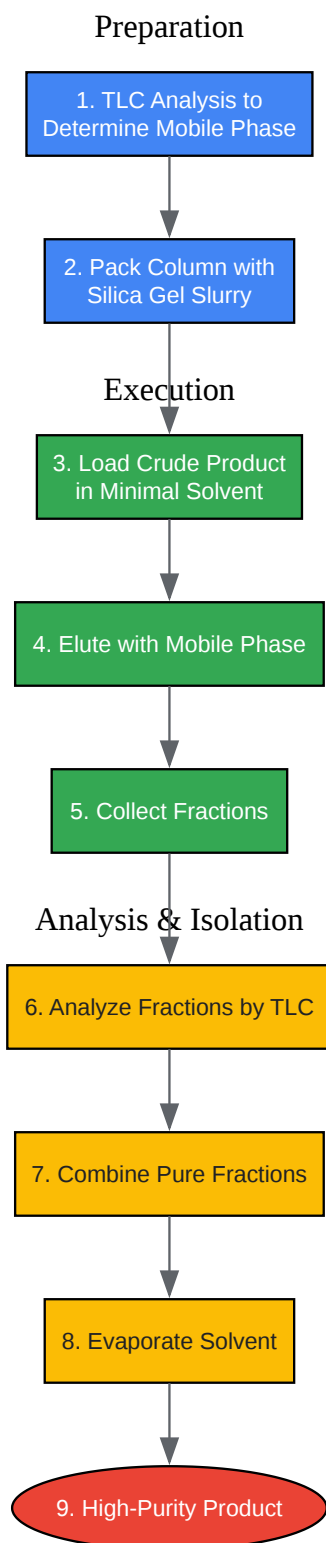 Preparation
1. TLC Analysis to
Determine Mobile Phase
2. Pack Column with
Silica Gel Slurry
Execution
3. Load Crude Product
in Minimal Solvent
4. Elute with Mobile Phase
5. Collect Fractions
Analysis & Isolation
6. Analyze Fractions by TLC
7. Combine Pure Fractions
8. Evaporate Solvent
9. High-Purity Product